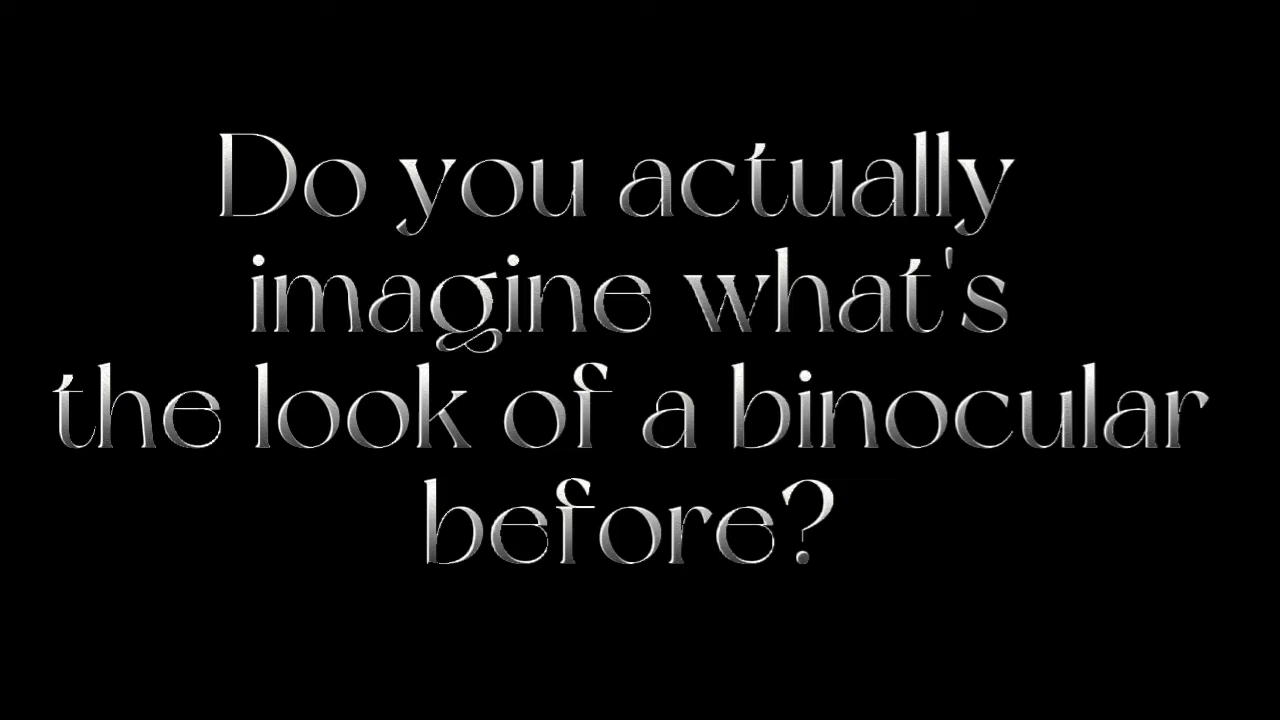 Do you actually
imagine what's
the look of a binocular
before?